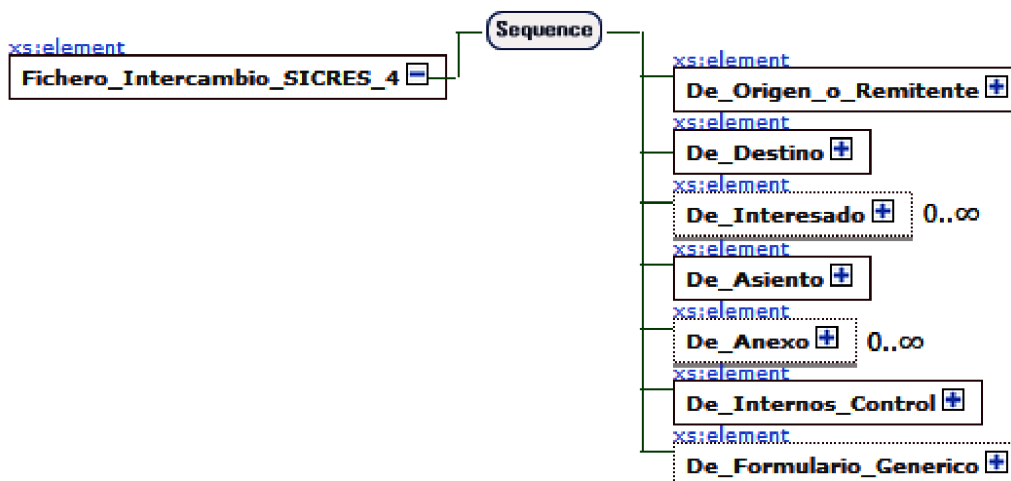 Sequence
xs:element
Fichero_Intercambio_SICRES_4
xs:element
De_Origen_o_Remitente
xs:element
De_Destino
xs:element
De_Interesado 0..∞
xs:element
De_Asiento
xs:element
De_Anexo 0..∞
xs:element
De_Internos_Control
xs:element
De_Formulario_Generico